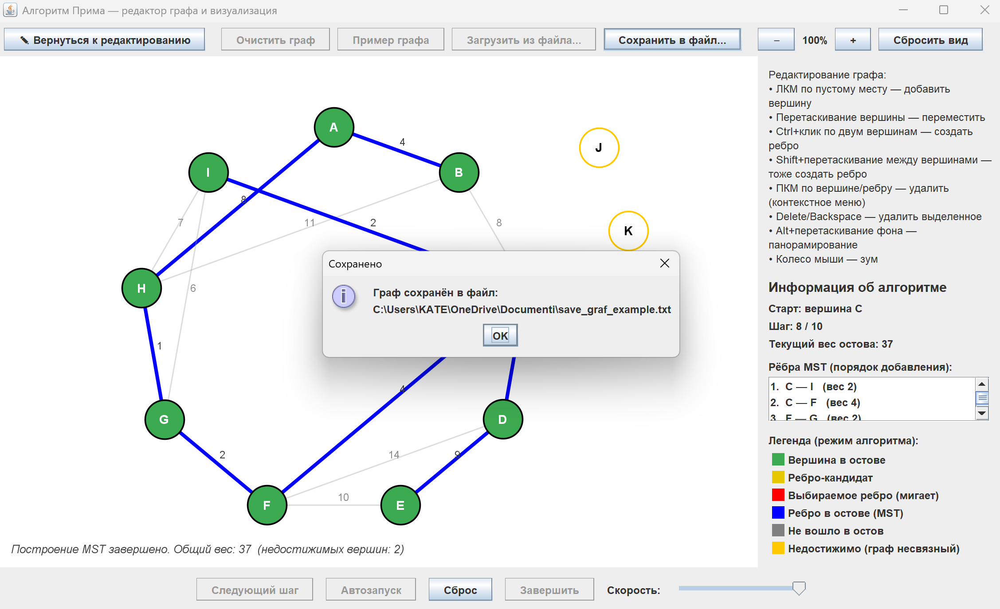 Алгоритм Прима — редактор графа и визуализация
Вернуться к редактированию
Очистить граф
Пример графа
Загрузить из файла...
Сохранить в файл...
–
100%
+
Сбросить вид
Редактирование графа:
• ЛКМ по пустому месту — добавить
вершину
• Перетаскивание вершины — переместить
• Ctrl+клик по двум вершинам — создать
ребро
• Shift+перетаскивание между вершинами —
тоже создать ребро
• ПКМ по вершине/ребру — удалить
(контекстное меню)
• Delete/Backspace — удалить выделенное
• Alt+перетаскивание фона —
панорамирование
• Колесо мыши — зум
Информация об алгоритме
Старт: вершина C
Шаг: 8 / 10
Текущий вес остова: 37
Рёбра MST (порядок добавления):
1. C — I (вес 2)
2. C — F (вес 4)
3. F — G (вес 2)
Легенда (режим алгоритма):
Вершина в остове
Ребро-кандидат
Выбираемое ребро (мигает)
Ребро в остове (MST)
Не вошло в остов
Недостижимо (граф несвязный)
A
4
J
I
B
8
7
11
2
8
K
H
6
Сохранено
Граф сохранён в файл:
C:\Users\KATE\OneDrive\Documenti\save_graf_example.txt
OK
1
4
G
D
2
14
9
10
F
E
Построение MST завершено. Общий вес: 37 (недостижимых вершин: 2)
Следующий шаг
Автозапуск
Сброс
Завершить
Скорость: